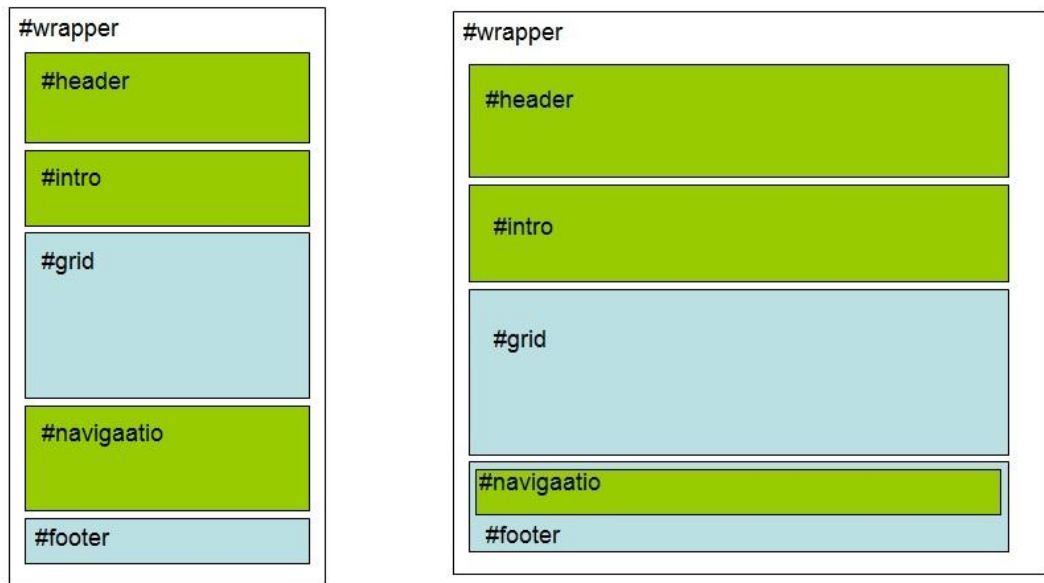 #wrapper
#header
#intro
#grid
#navigaatio
#footer
#wrapper
#header
#intro
#grid
#navigaatio
#footer